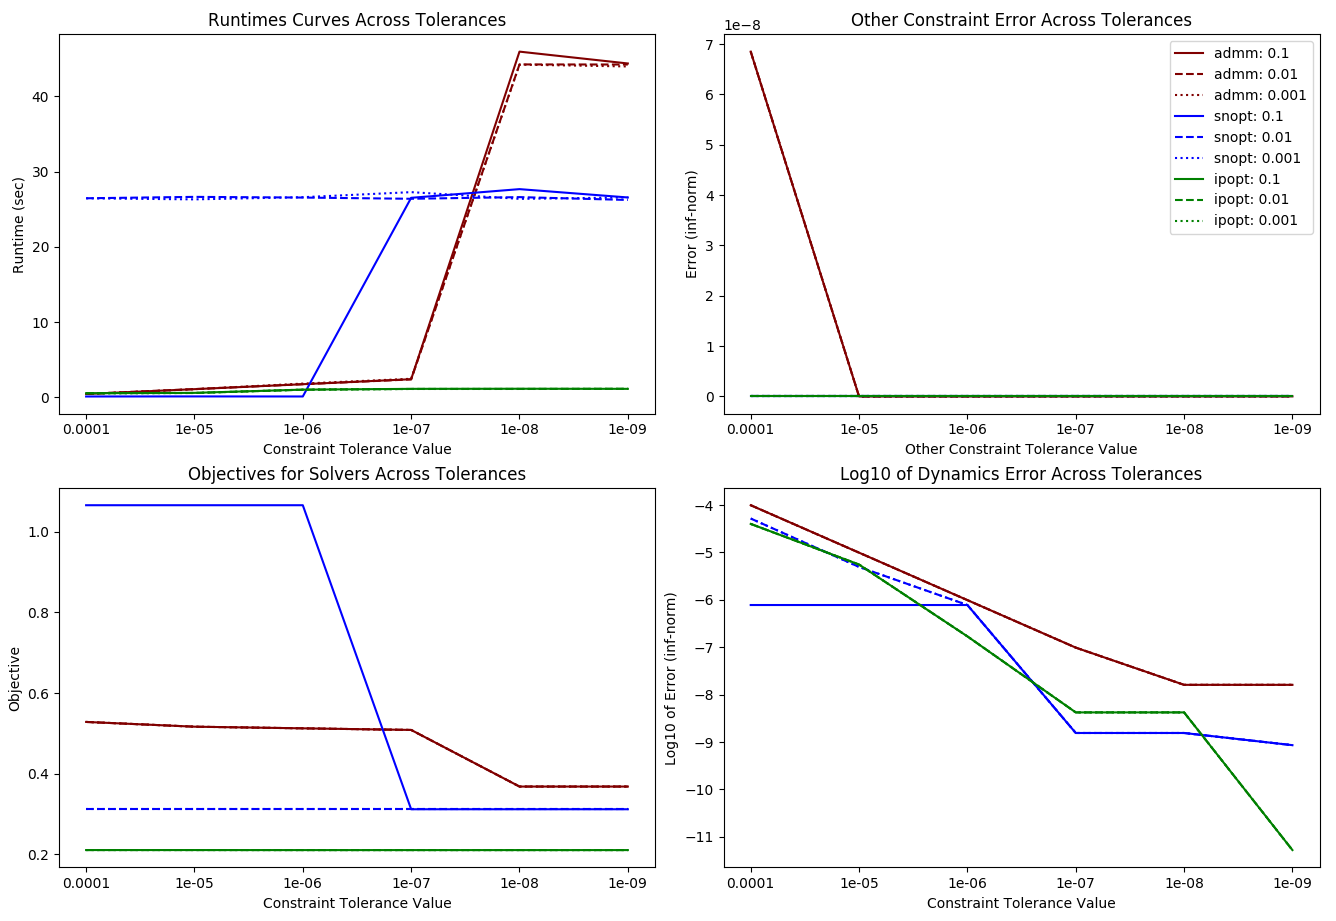 Runtimes Curves Across Tolerances
Runtime (sec)
40
30
20
10
0
0.0001 1e-05 1e-06 1e-07 1e-08 1e-09
Constraint Tolerance Value
Other Constraint Error Across Tolerances
1e−8
Error (inf-norm)
7
6
5
4
3
2
1
0
admm: 0.1
admm: 0.01
admm: 0.001
snopt: 0.1
snopt: 0.01
snopt: 0.001
ipopt: 0.1
ipopt: 0.01
ipopt: 0.001
0.0001 1e-05 1e-06 1e-07 1e-08 1e-09
Other Constraint Tolerance Value
Objectives for Solvers Across Tolerances
Objective
1.0
0.8
0.6
0.4
0.2
0.0001 1e-05 1e-06 1e-07 1e-08 1e-09
Constraint Tolerance Value
Log10 of Dynamics Error Across Tolerances
Log10 of Error (inf-norm)
−4
−5
−6
−7
−8
−9
−10
−11
0.0001 1e-05 1e-06 1e-07 1e-08 1e-09
Constraint Tolerance Value